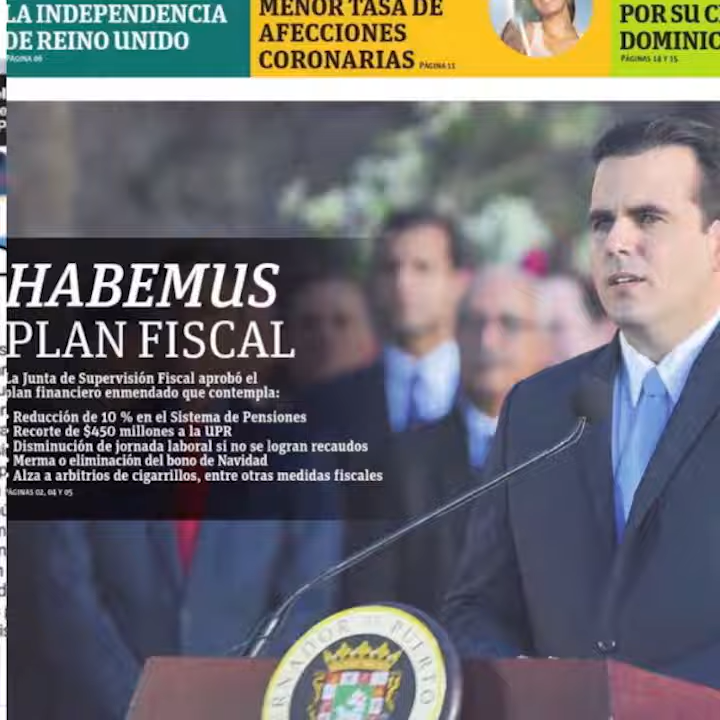 LA INDEPENDENCIA
DE REINO UNIDO
PÁGINA 06
MENOR TASA DE
AFECCIONES
CORONARIAS PÁGINA 11
POR SU C
DOMINIC
PÁGINAS 14 Y 15
HABEMUS
PLAN FISCAL
La Junta de Supervisión Fiscal aprobó el
plan financiero enmendado que contempla:
Reducción de 10 % en el Sistema de Pensiones
Recorte de $450 millones a la UPR
Disminución de jornada laboral si no se logran recaudos
Merma o eliminación del bono de Navidad
Alza a arbitrios de cigarrillos, entre otras medidas fiscales
PÁGINAS 02, 04 Y 05
RNADOR DE PUERTO